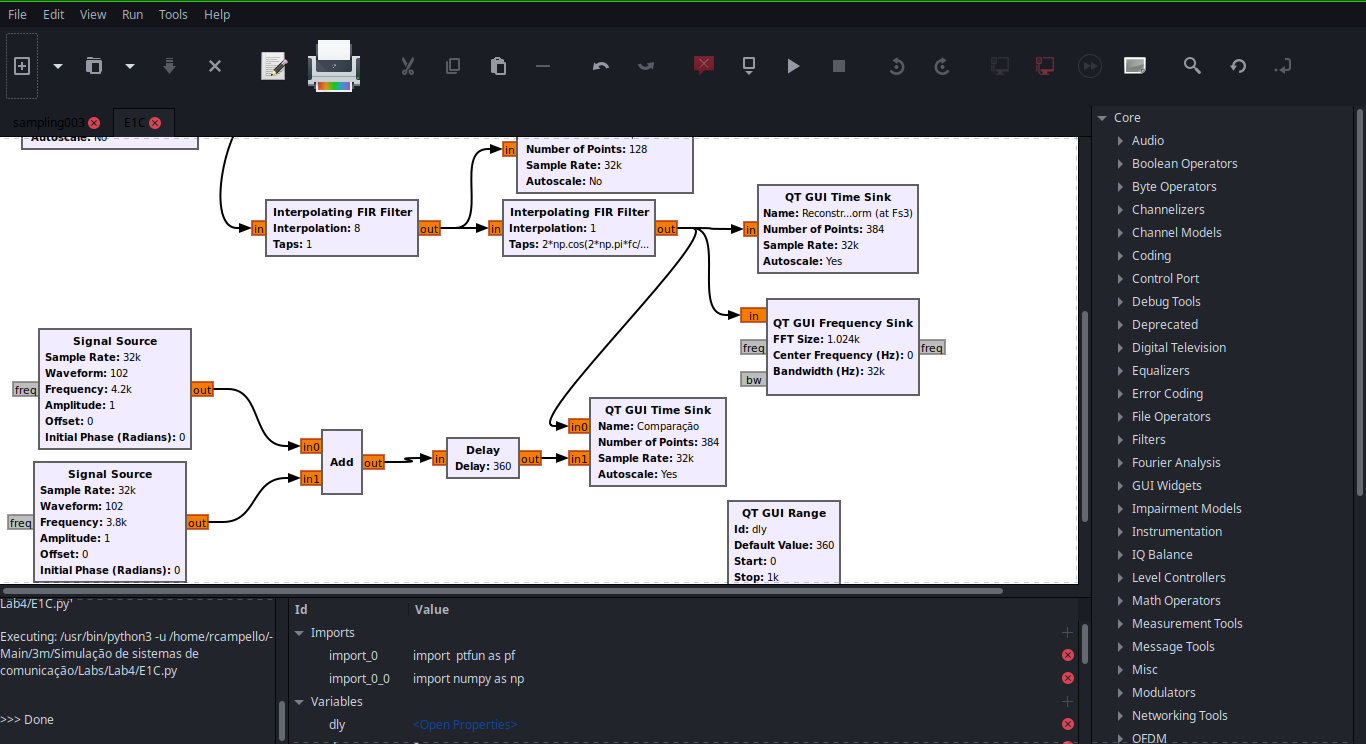 File Edit View Run Tools Help
sampling003
E1C
Autoscale: No
in
Number of Points: 128
Sample Rate: 32k
Autoscale: No
in
Interpolating FIR Filter
Interpolation: 8
Taps: 1
out
in
Interpolating FIR Filter
Interpolation: 1
Taps: 2*np.cos(2*np.pi*fc/...
out
in
QT GUI Time Sink
Name: Reconstr...orm (at Fs3)
Number of Points: 384
Sample Rate: 32k
Autoscale: Yes
in
freq
bw
QT GUI Frequency Sink
FFT Size: 1.024k
Center Frequency (Hz): 0
Bandwidth (Hz): 32k
freq
freq
Signal Source
Sample Rate: 32k
Waveform: 102
Frequency: 4.2k
Amplitude: 1
Offset: 0
Initial Phase (Radians): 0
out
freq
Signal Source
Sample Rate: 32k
Waveform: 102
Frequency: 3.8k
Amplitude: 1
Offset: 0
Initial Phase (Radians): 0
out
in0
in1
Add
out
in
Delay
Delay: 360
out
in0
in1
QT GUI Time Sink
Name: Comparação
Number of Points: 384
Sample Rate: 32k
Autoscale: Yes
QT GUI Range
Id: dly
Default Value: 360
Start: 0
Stop: 1k
Lab4/E1C.py'
Executing: /usr/bin/python3 -u /home/rcampello/-
Main/3m/Simulação de sistemas de
comunicação/Labs/Lab4/E1C.py
>>> Done
Id Value
Imports
import_0 import ptfun as pf
import_0_0 import numpy as np
Variables
dly <Open Properties>
Core
Audio
Boolean Operators
Byte Operators
Channelizers
Channel Models
Coding
Control Port
Debug Tools
Deprecated
Digital Television
Equalizers
Error Coding
File Operators
Filters
Fourier Analysis
GUI Widgets
Impairment Models
Instrumentation
IQ Balance
Level Controllers
Math Operators
Measurement Tools
Message Tools
Misc
Modulators
Networking Tools
OFDM